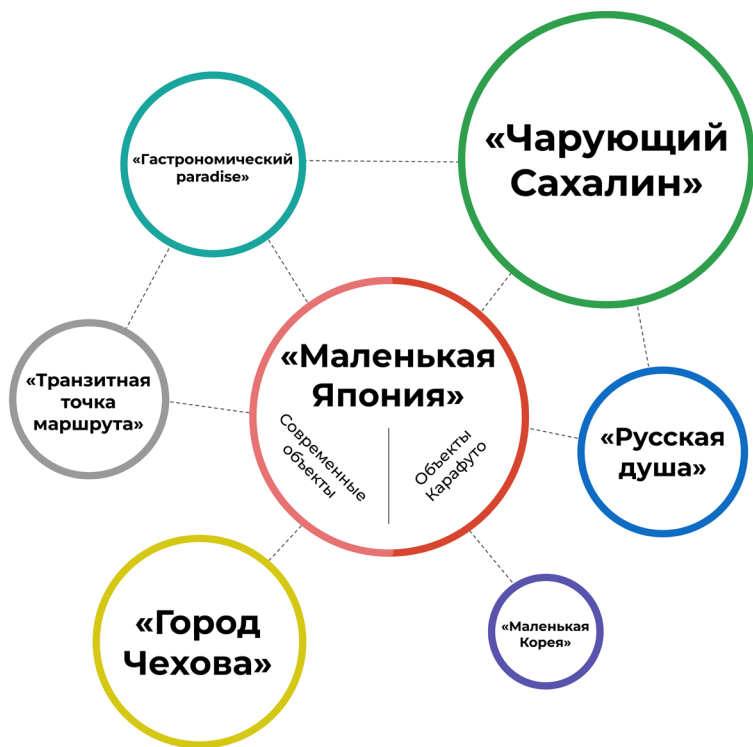 «Гастрономический
paradise»
«Чарующий
Сахалин»
«Маленькая
Япония»
Современные
объекты
Объекты
Карафуто
«Транзитная
точка
маршрута»
«Русская
душа»
«Город
Чехова»
«Маленькая
Корея»